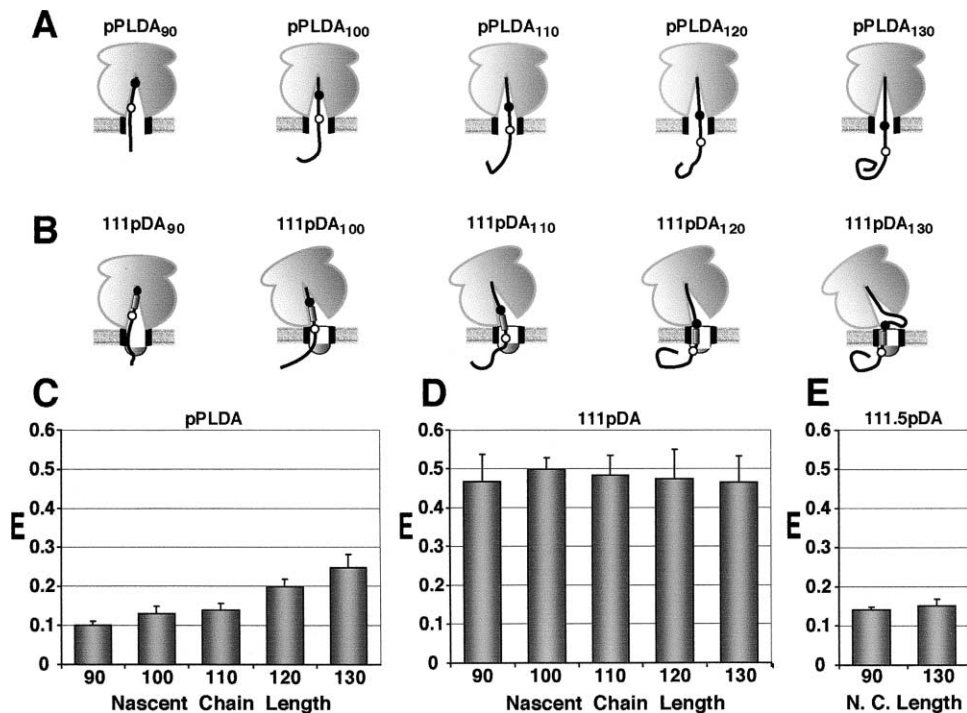 A
pPLDA90 pPLDA100 pPLDA110 pPLDA120 pPLDA130
B
111pDA90 111pDA100 111pDA110 111pDA120 111pDA130
C
pPLDA
0.6
0.5
0.4
E
0.3
0.2
0.1
0
90 100 110 120 130
Nascent Chain Length
D
111pDA
0.6
0.5
0.4
E
0.3
0.2
0.1
0
90 100 110 120 130
Nascent Chain Length
E
111.5pDA
0.6
0.5
0.4
E
0.3
0.2
0.1
0
90 130
N. C. Length